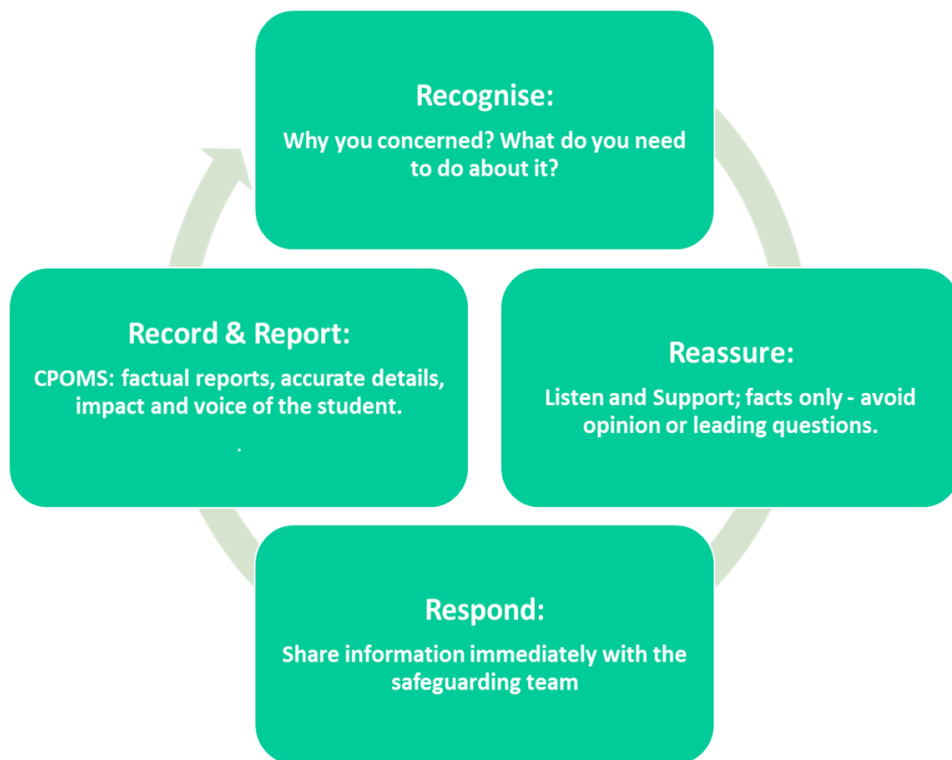 Recognise:
Why you concerned? What do you need
to do about it?
Reassure:
Listen and Support; facts only - avoid
opinion or leading questions.
Respond:
Share information immediately with the
safeguarding team
Record & Report:
CPOMS: factual reports, accurate details,
impact and voice of the student.
.